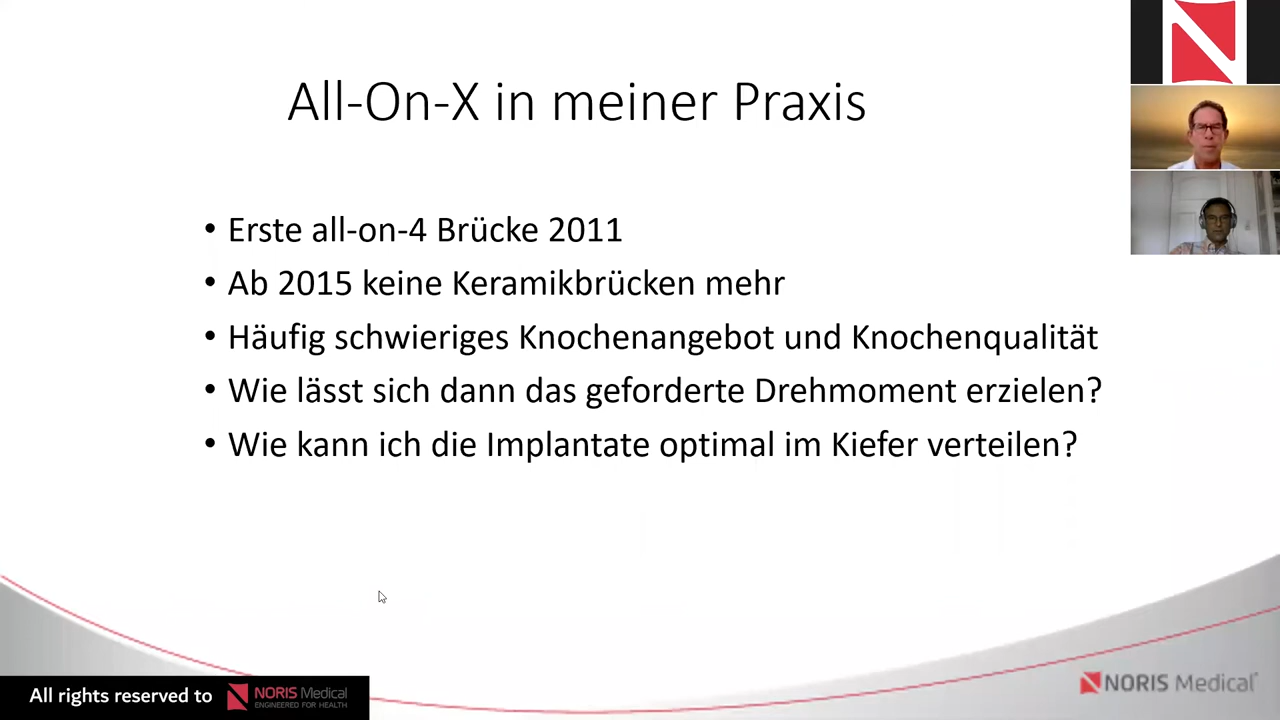 All-On-X in meiner Praxis
• Erste all-on-4 Brücke 2011
• Ab 2015 keine Keramikbrücken mehr
• Häufig schwieriges Knochenangebot und Knochenqualität
• Wie lässt sich dann das geforderte Drehmoment erzielen?
• Wie kann ich die Implantate optimal im Kiefer verteilen?
All rights reserved to
NORIS Medical
ENGINEERED FOR HEALTH
NORIS Medical